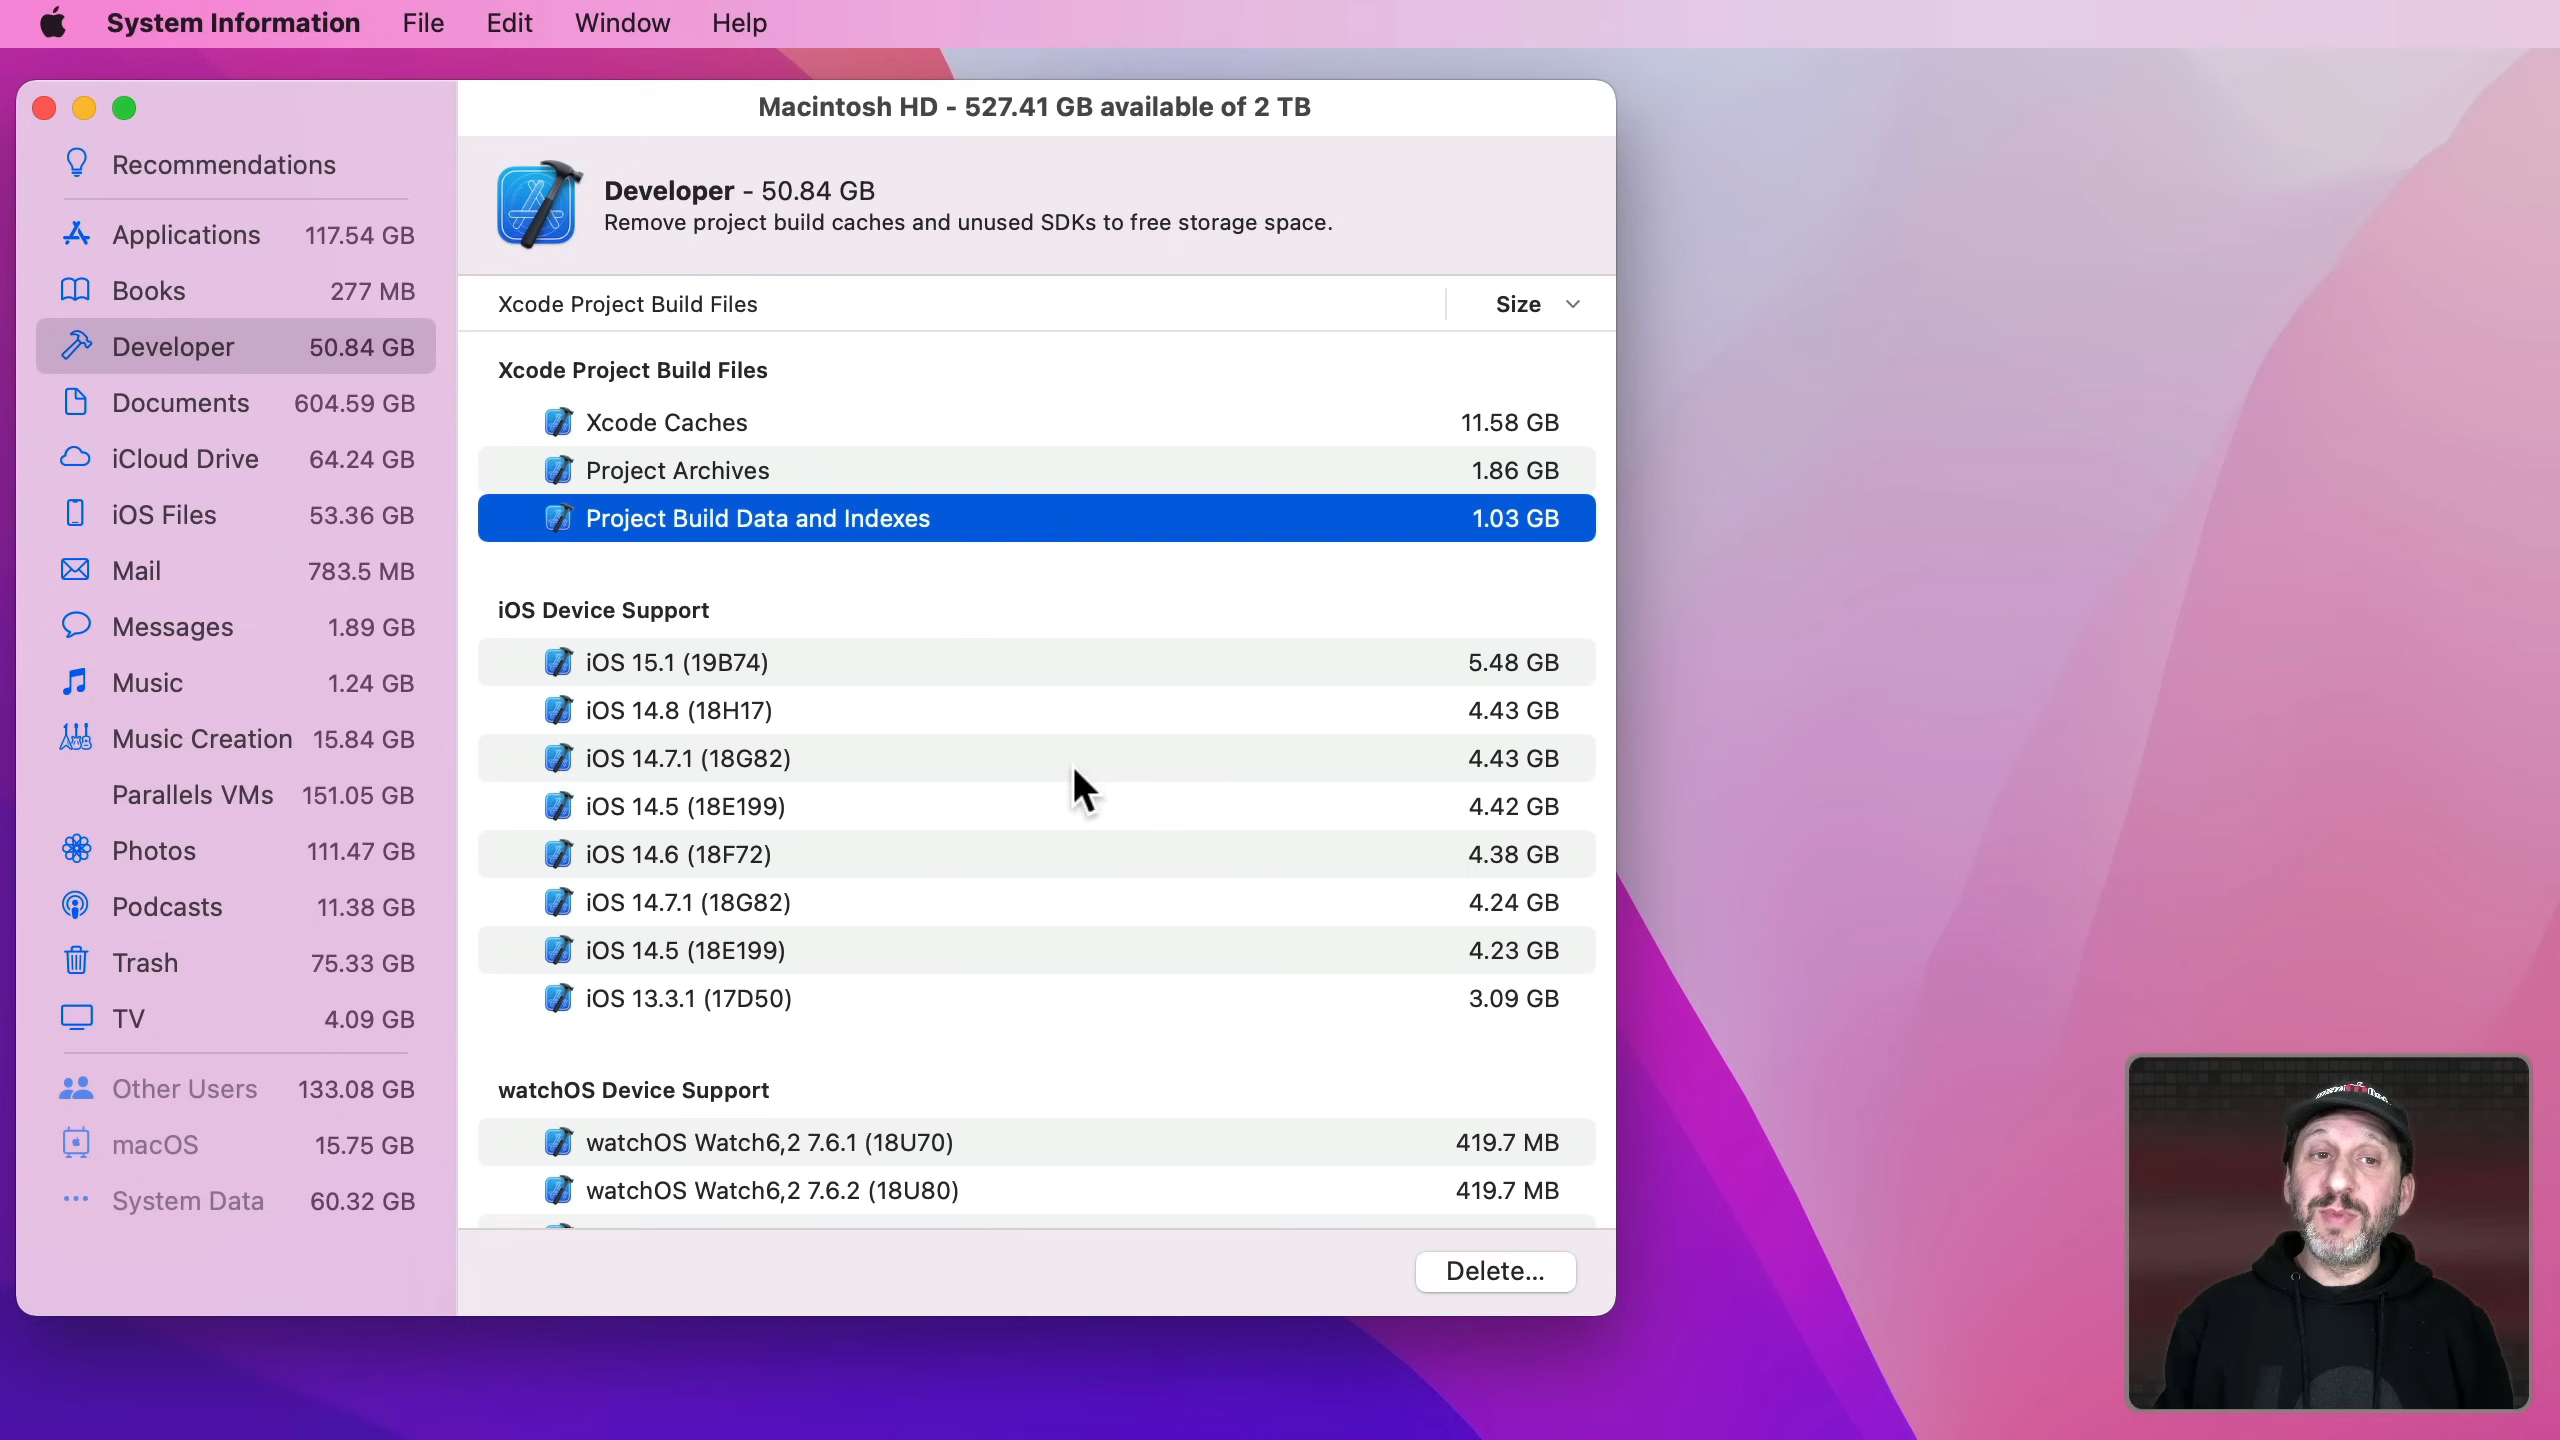 System Information File Edit Window Help
Macintosh HD - 527.41 GB available of 2 TB
Recommendations
Applications 117.54 GB
Books 277 MB
Developer 50.84 GB
Documents 604.59 GB
iCloud Drive 64.24 GB
iOS Files 53.36 GB
Mail 783.5 MB
Messages 1.89 GB
Music 1.24 GB
Music Creation 15.84 GB
Parallels VMs 151.05 GB
Photos 111.47 GB
Podcasts 11.38 GB
Trash 75.33 GB
TV 4.09 GB
Other Users 133.08 GB
macOS 15.75 GB
System Data 60.32 GB
Developer - 50.84 GB
Remove project build caches and unused SDKs to free storage space.
Xcode Project Build Files Size
Xcode Project Build Files
Xcode Caches 11.58 GB
Project Archives 1.86 GB
Project Build Data and Indexes 1.03 GB
iOS Device Support
iOS 15.1 (19B74) 5.48 GB
iOS 14.8 (18H17) 4.43 GB
iOS 14.7.1 (18G82) 4.43 GB
iOS 14.5 (18E199) 4.42 GB
iOS 14.6 (18F72) 4.38 GB
iOS 14.7.1 (18G82) 4.24 GB
iOS 14.5 (18E199) 4.23 GB
iOS 13.3.1 (17D50) 3.09 GB
watchOS Device Support
watchOS Watch6,2 7.6.1 (18U70) 419.7 MB
watchOS Watch6,2 7.6.2 (18U80) 419.7 MB
Delete...